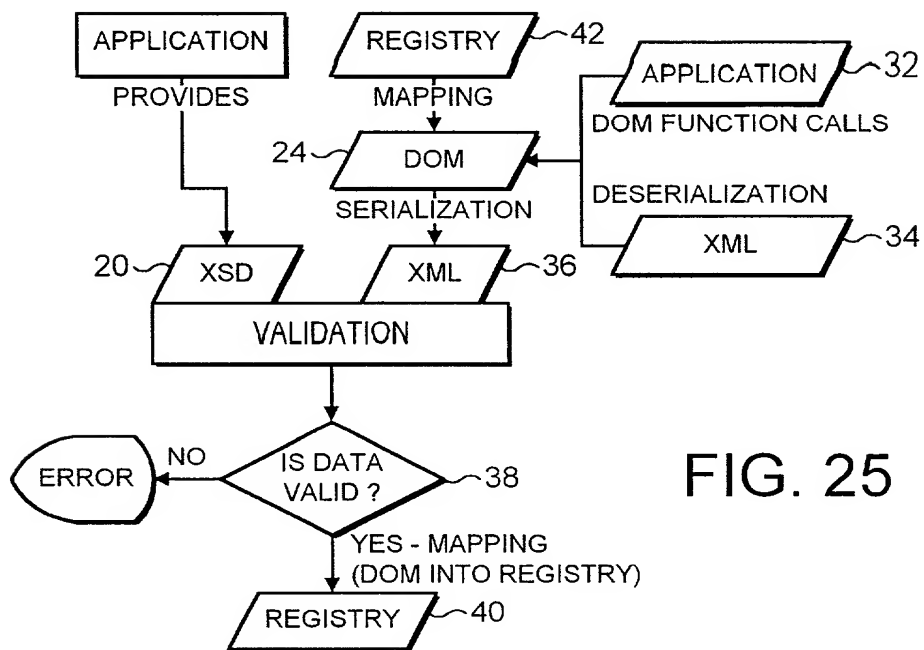 APPLICATION
REGISTRY
42
APPLICATION
32
PROVIDES
MAPPING
DOM FUNCTION CALLS
24
DOM
DESERIALIZATION
SERIALIZATION
XML
34
20
XSD
XML
36
VALIDATION
ERROR
NO
IS DATA
VALID ?
38
FIG. 25
YES - MAPPING
(DOM INTO REGISTRY)
REGISTRY
40